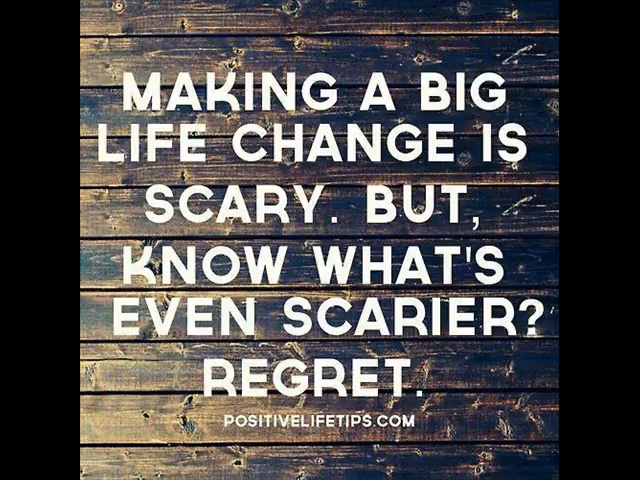 MAKING A BIG
LIFE CHANGE IS
SCARY. BUT,
KNOW WHAT'S
EVEN SCARIER?
REGRET.
POSITIVELIFETIPS.COM